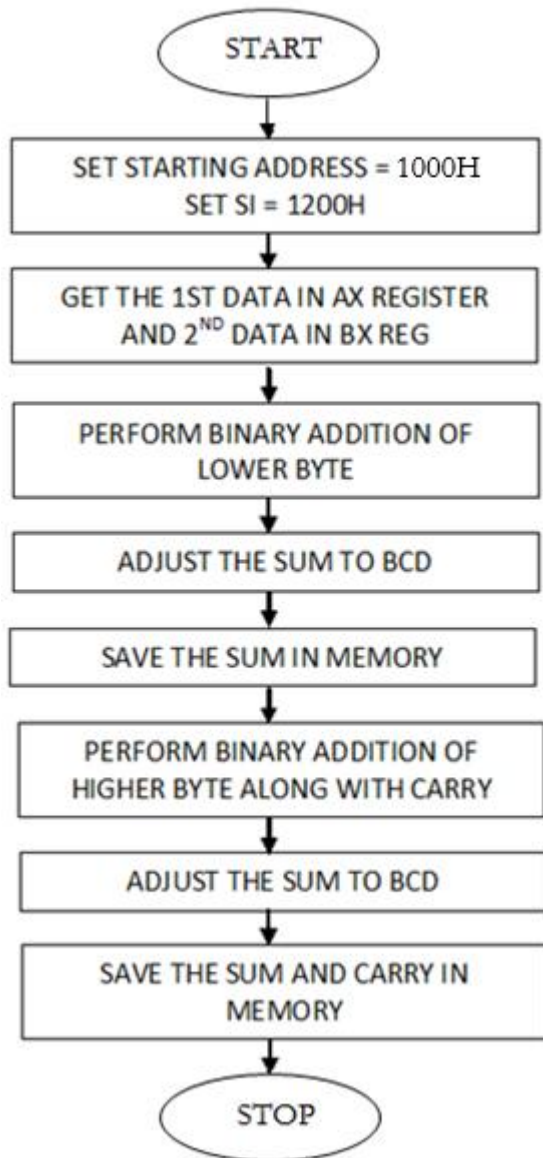 START
SET STARTING ADDRESS = 1000H
SET SI = 1200H
GET THE 1ST DATA IN AX REGISTER
AND 2ND DATA IN BX REG
PERFORM BINARY ADDITION OF
LOWER BYTE
ADJUST THE SUM TO BCD
SAVE THE SUM IN MEMORY
PERFORM BINARY ADDITION OF
HIGHER BYTE ALONG WITH CARRY
ADJUST THE SUM TO BCD
SAVE THE SUM AND CARRY IN
MEMORY
STOP